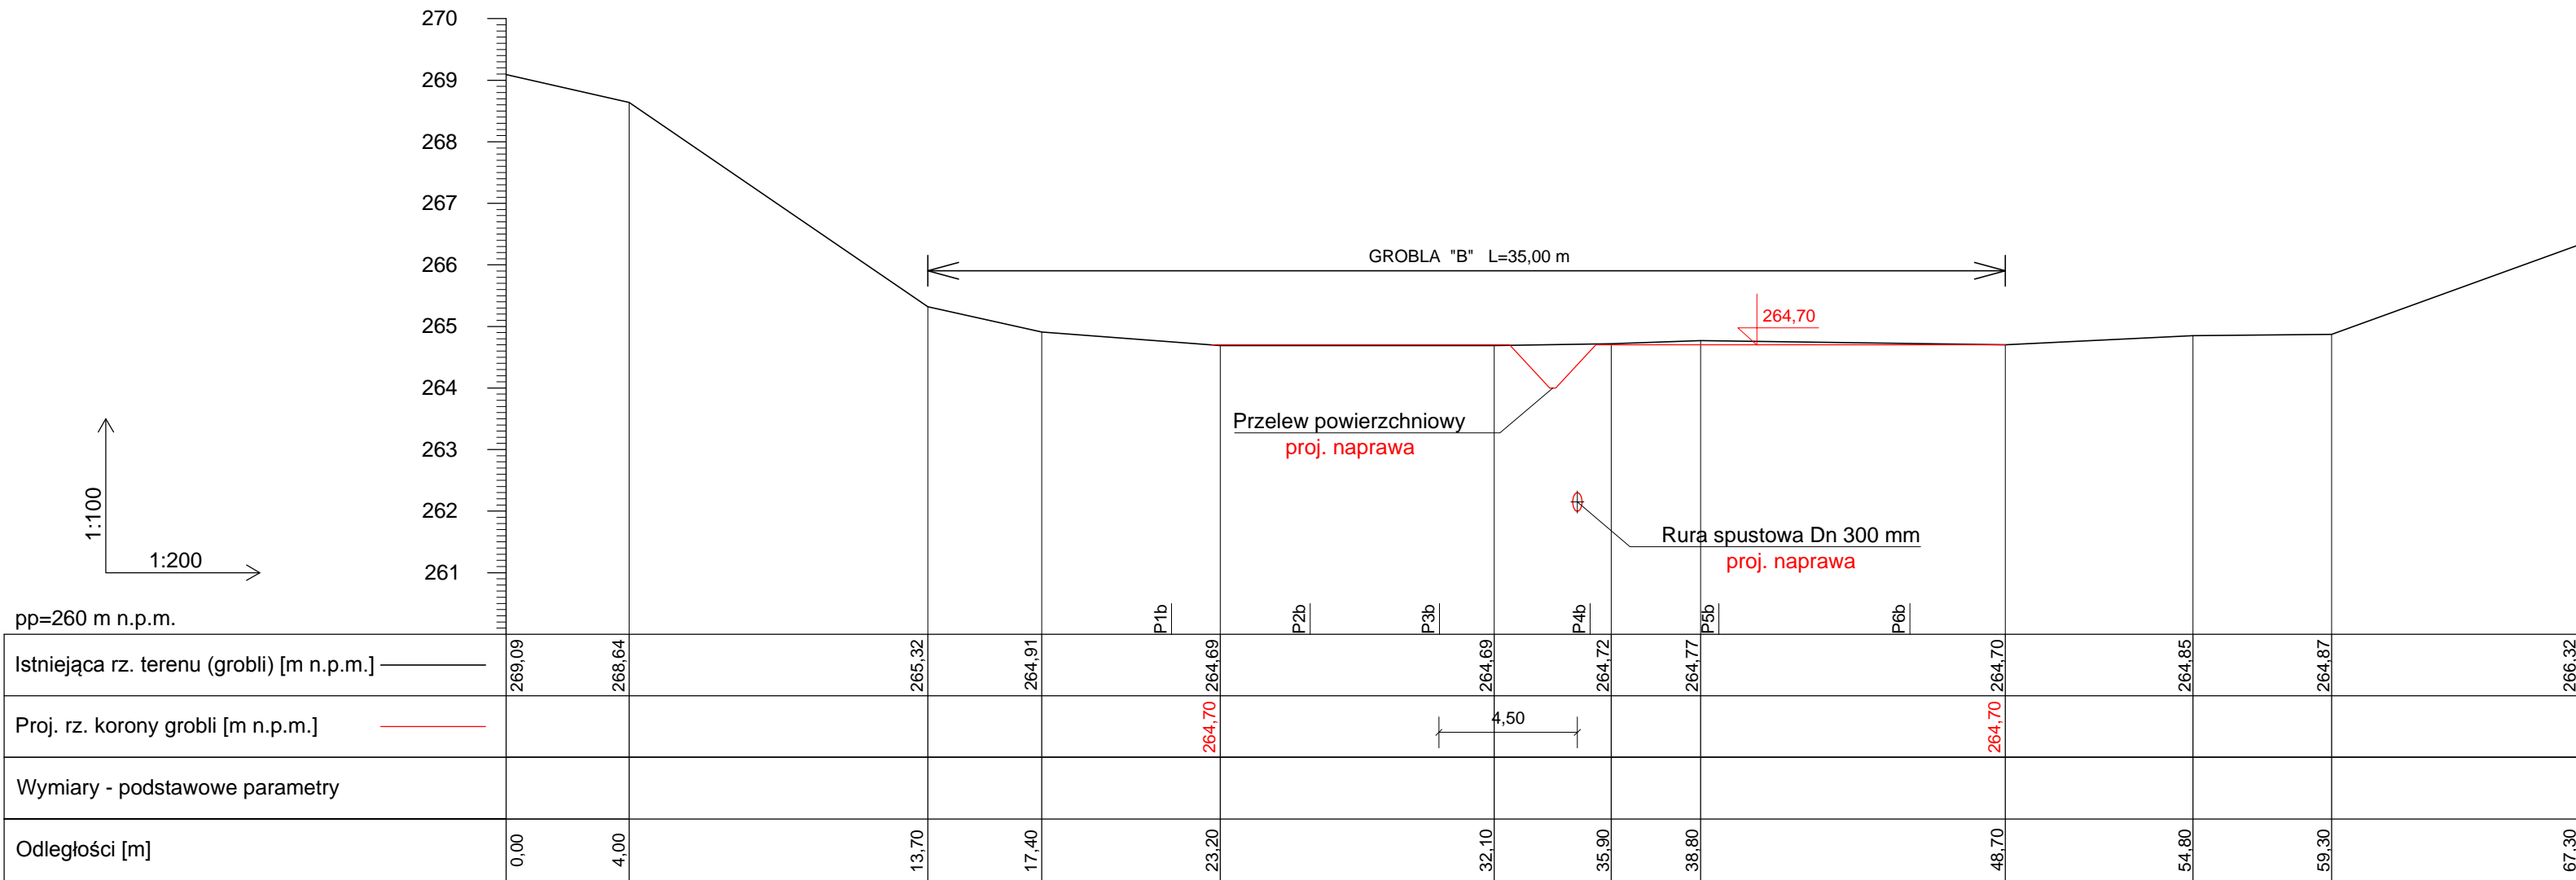 270
269
268
267
266
265
264
263
262
261
GROBLA "B" L=35,00 m
264,70
Przelew powierzchniowy
proj. naprawa
Rura spustowa Dn 300 mm
proj. naprawa
1:100
1:200
pp=260 m n.p.m.
P1b P2b P3b P4b P5b P6b
Istniejąca rz. terenu (grobli) [m n.p.m.] 269,09 268,64 265,32 264,91 264,69 264,69 264,72 264,77 264,70 264,85 264,87 266,32
Proj. rz. korony grobli [m n.p.m.] 264,70 4,50 264,70
Wymiary - podstawowe parametry
Odległości [m] 0,00 4,00 13,70 17,40 23,20 32,10 35,90 38,80 48,70 54,80 59,30 67,30